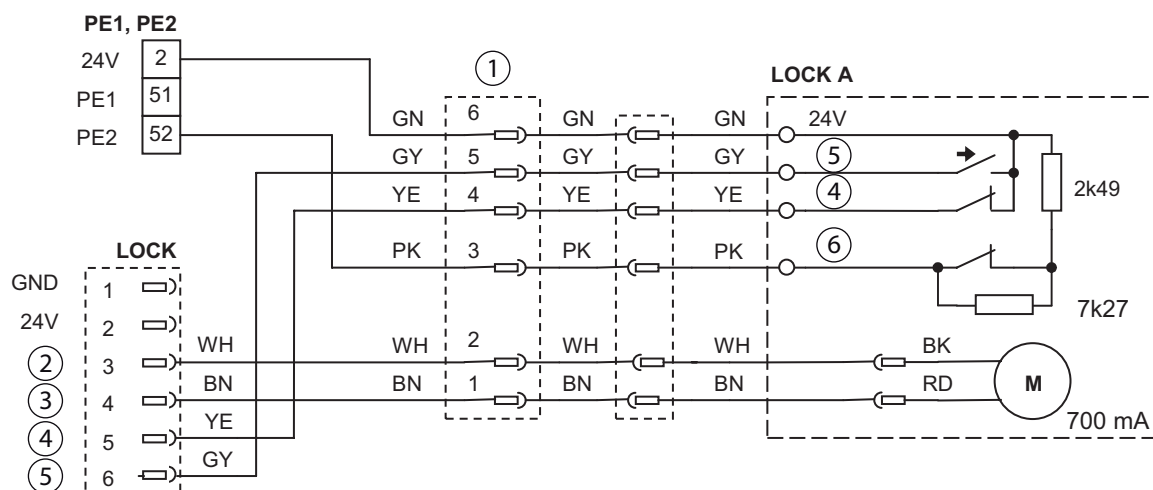 PE1, PE2
24V 2
PE1 51
PE2 52
1
LOCK A
GN 6 GN GN 24V
GY 5 GY GY 5
YE 4 YE YE 4
2k49
PK 3 PK PK 6
7k27
LOCK
GND 1
24V 2
2 3 WH WH 2 WH WH BK
3 4 BN BN 1 BN BN RD
M
700 mA
4 5 YE
5 6 GY